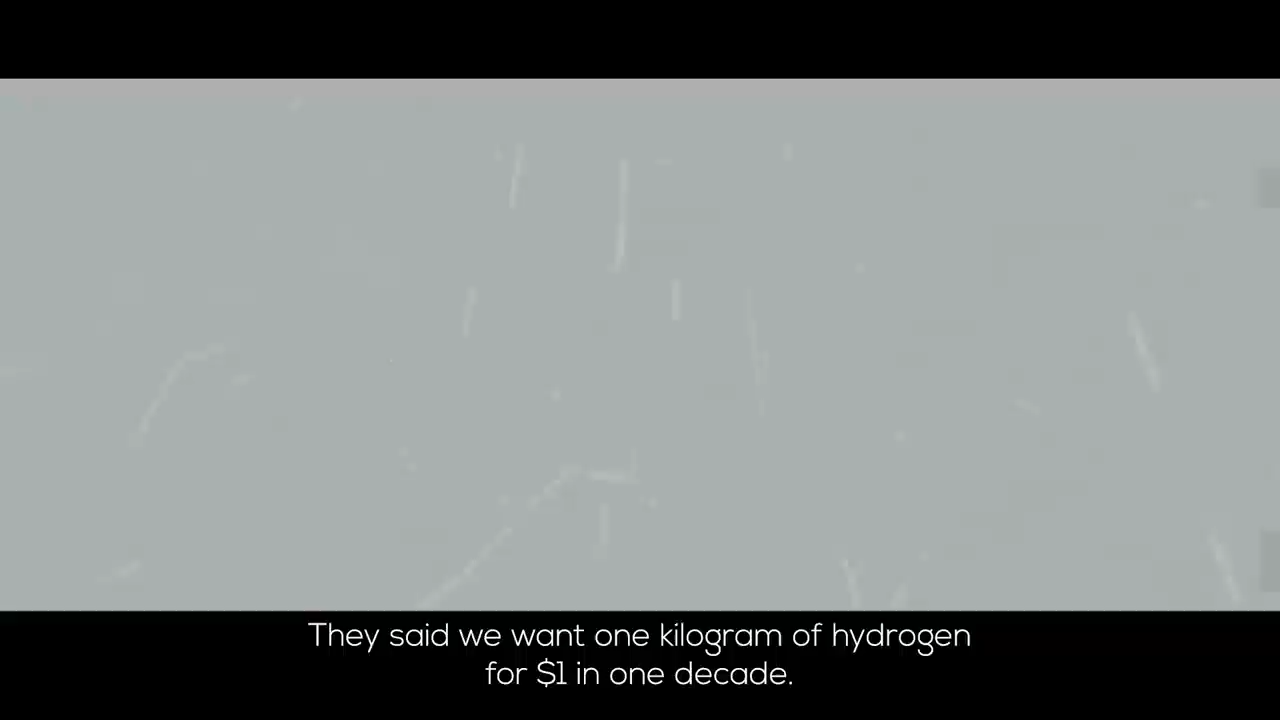 They said we want one kilogram of hydrogen
for $1 in one decade.